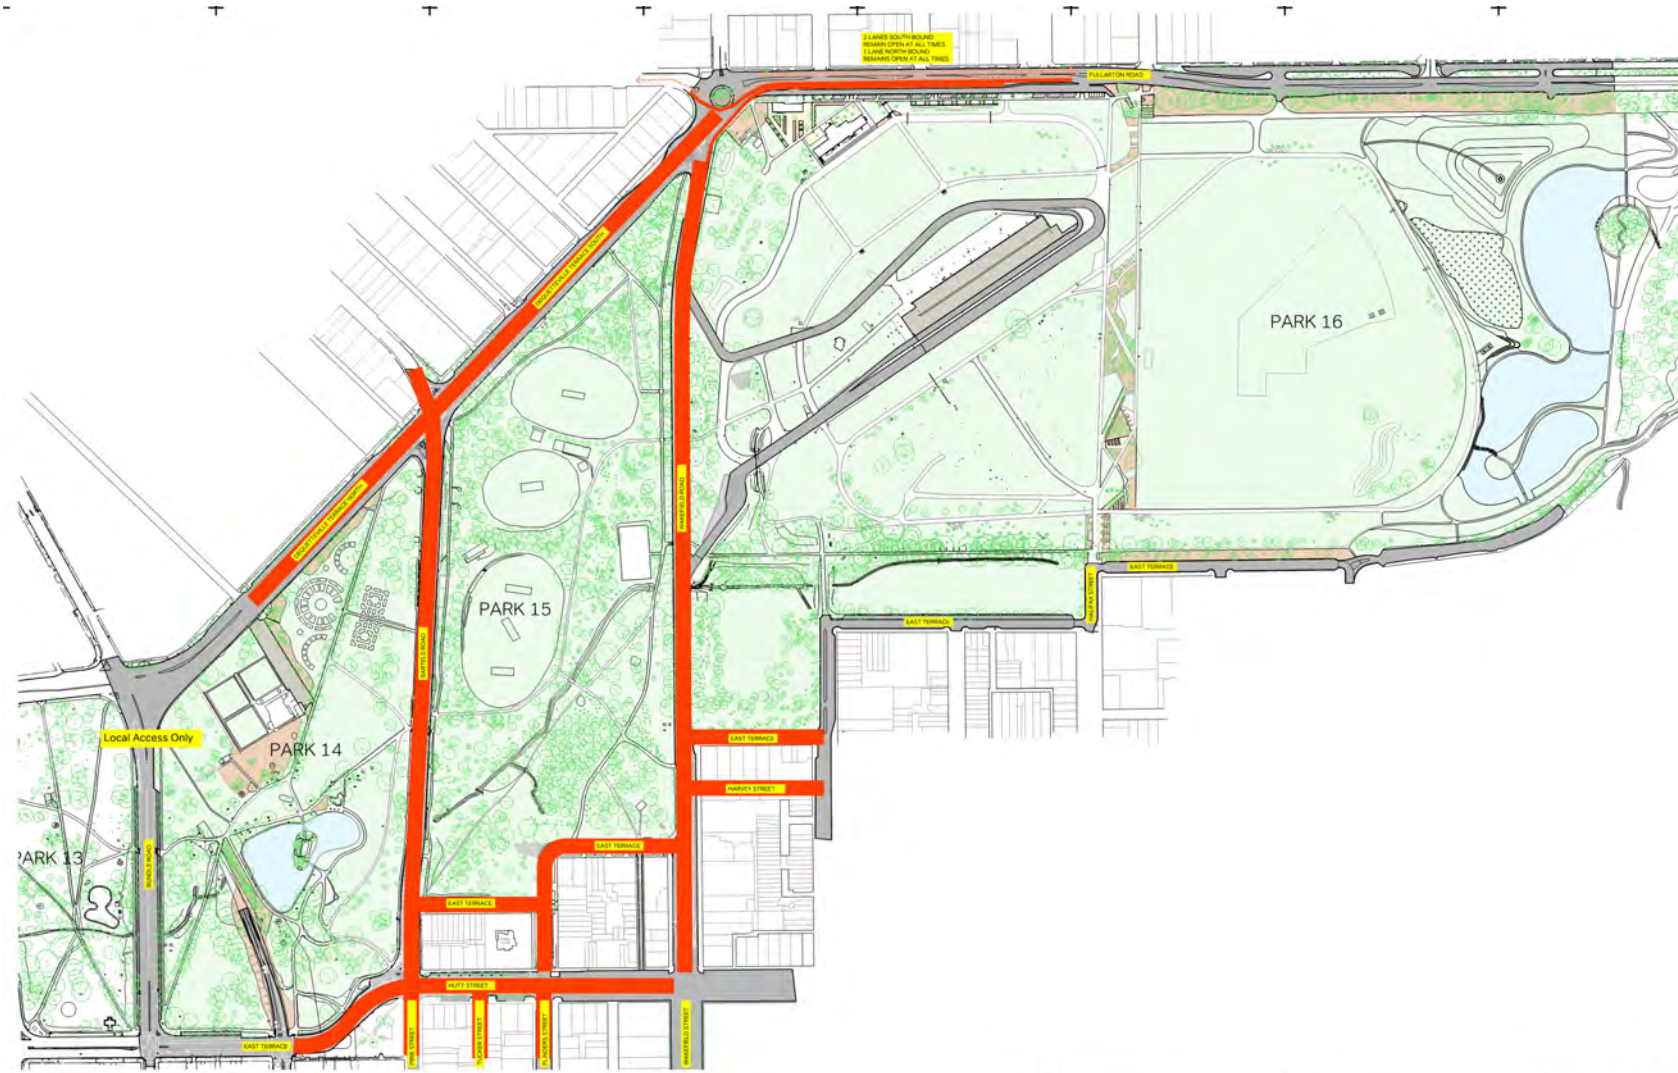 2 LANES SOUTH BOUND
REMAIN OPEN AT ALL TIMES
1 LANE NORTH BOUND
REMAINS OPEN AT ALL TIMES
FULLARTON ROAD
DEQUETTEVILLE TERRACE SOUTH
PARK 16
DEQUETTEVILLE TERRACE NORTH
WAKEFIELD ROAD
EAST TERRACE
HALIFAX STREET
PARK 15
EAST TERRACE
BARTELS ROAD
Local Access Only
EAST TERRACE
PARK 14
HARVEY STREET
EAST TERRACE
PARK 13
RUNDLE ROAD
EAST TERRACE
HUTT STREET
EAST TERRACE
PIRIE STREET
TUCKER STREET
FLINDERS STREET
WAKEFIELD STREET